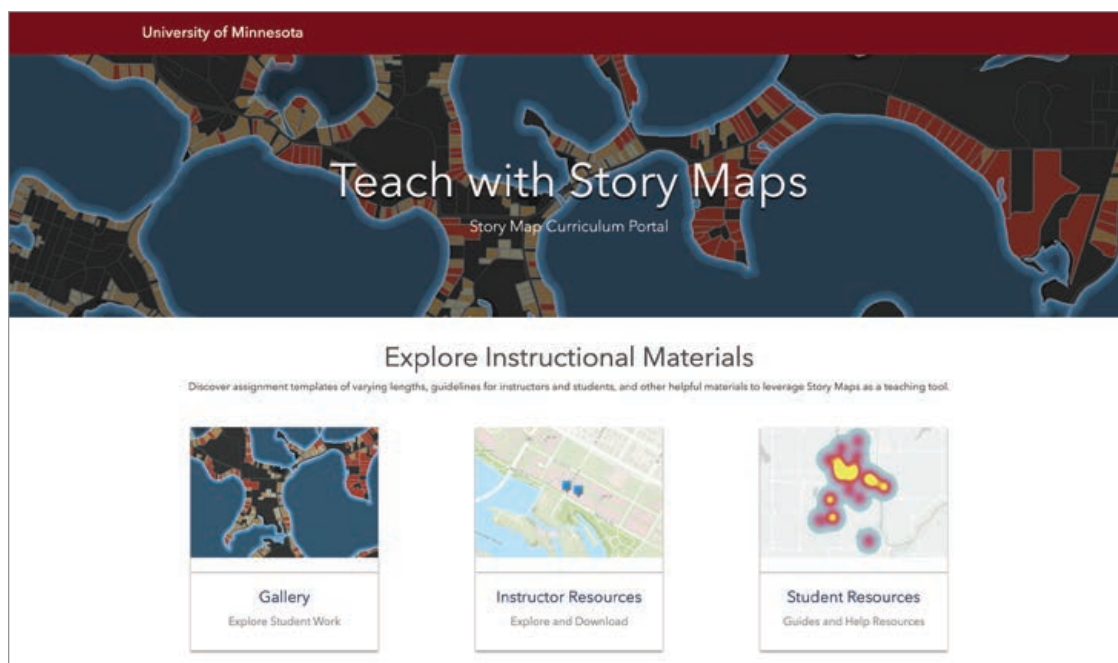 University of Minnesota
Teach with Story Maps
Story Map Curriculum Portal
Explore Instructional Materials
Discover assignment templates of varying lengths, guidelines for instructors and students, and other helpful materials to leverage Story Maps as a teaching tool.
Gallery
Explore Student Work
Instructor Resources
Explore and Download
Student Resources
Guides and Help Resources